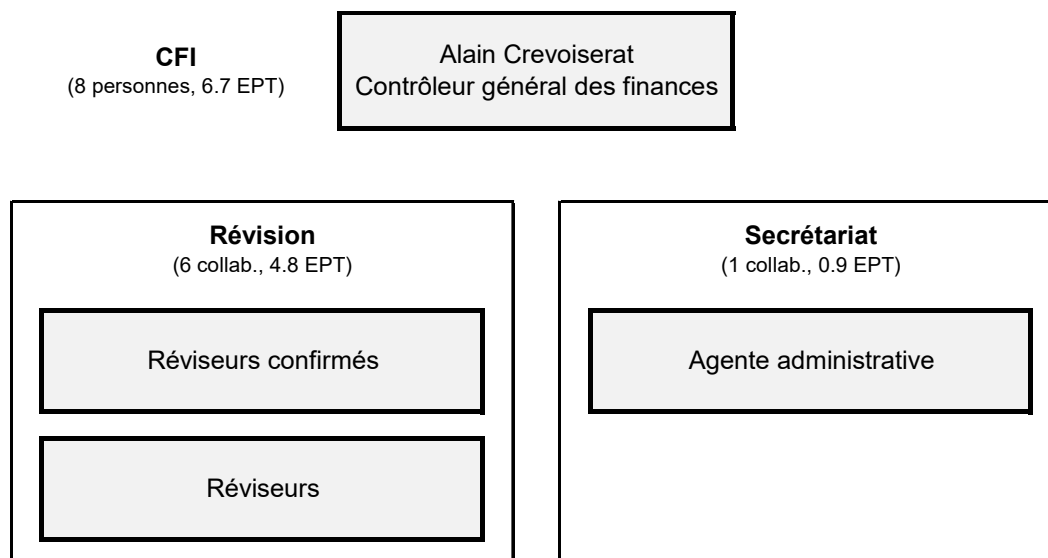 CFI
(8 personnes, 6.7 EPT)
Alain Crevoiserat
Contrôleur général des finances
Révision
(6 collab., 4.8 EPT)
Réviseurs confirmés
Réviseurs
Secrétariat
(1 collab., 0.9 EPT)
Agente administrative